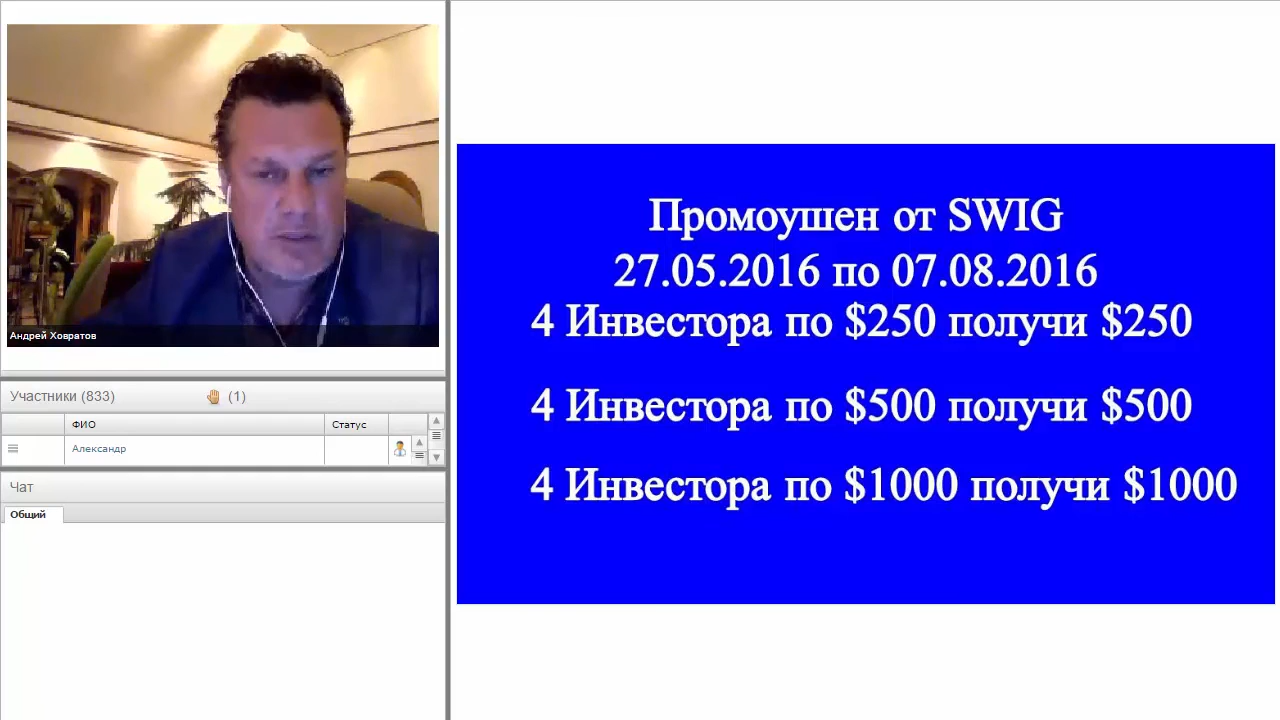 Андрей Ховратов
Участники (833)
(1)
ФИО
Статус
Александр
Чат
Общий
Промоушен от SWIG
27.05.2016 по 07.08.2016
4 Инвестора по $250 получи $250
4 Инвестора по $500 получи $500
4 Инвестора по $1000 получи $1000